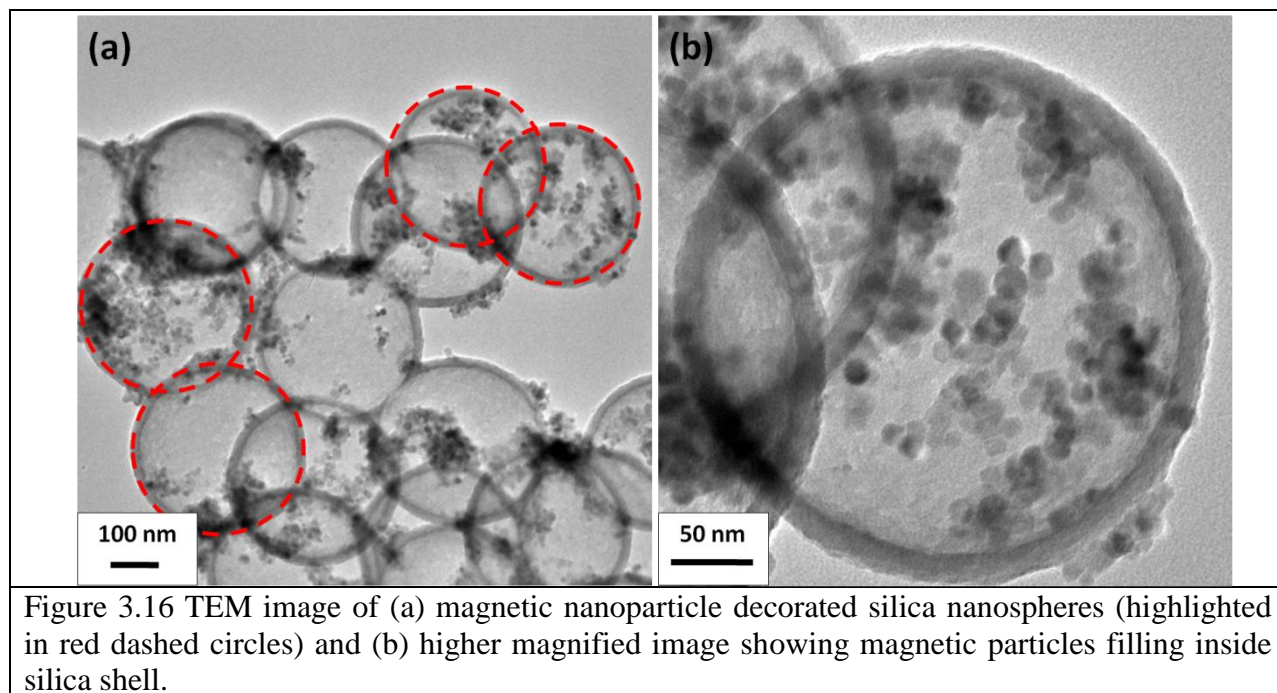 (a)
(b)
100 nm
50 nm
Figure 3.16 TEM image of (a) magnetic nanoparticle decorated silica nanospheres (highlighted
in red dashed circles) and (b) higher magnified image showing magnetic particles filling inside
silica shell.